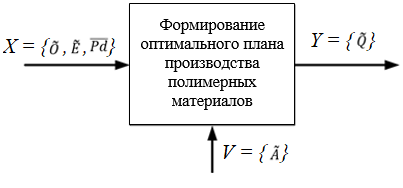 Формирование
оптимального плана
производства
полимерных
материалов
X = {Õ, Ẽ, P̅d̅}
Y = {Q̃}
V = {Ã}